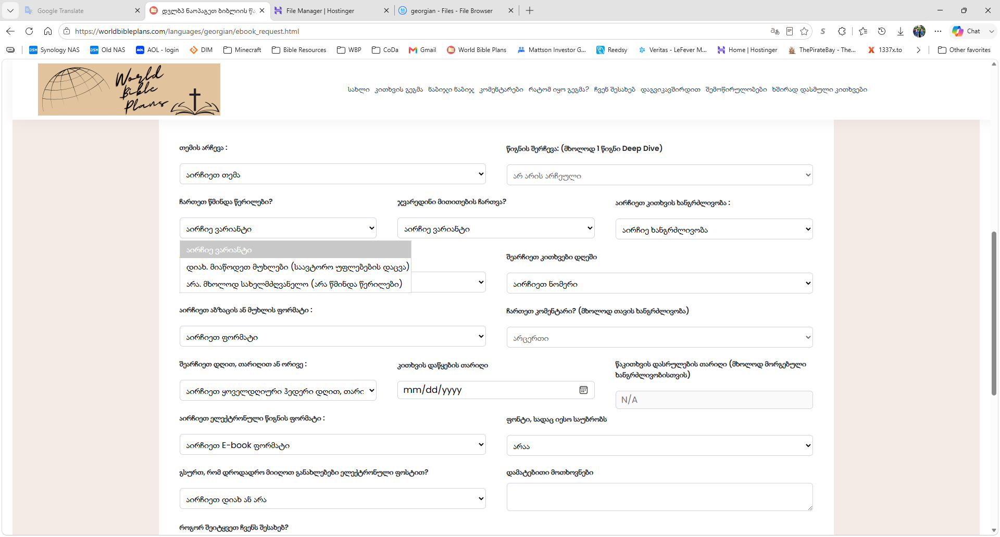 Google Translate
დვლბპ ნაოპაგეთ ბიბლიის წა
File Manager | Hostinger
georgian - Files - File Browser
https://worldbibleplans.com/languages/georgian/ebook_request.html
Chat
Synology NAS
Old NAS
AOL - login
DIM
Minecraft
Bible Resources
WBP
CoDa
Gmail
World Bible Plans
Mattson Investor G...
Reedsy
Veritas - LeFever M...
Home | Hostinger
ThePirateBay - The...
1337x.to
Other favorites
World
Bible
Plans
სახლი კითხვის გეგმა ნაბიჯი ნაბიჯ კომენტარები რატომ იყო გეგმა? ჩვენ შესახებ დაგვიკავშირდით შემოწირულობები ხშირად დასმული კითხვები
თემის არჩევა :
წიგნის შერჩევა: (მხოლოდ 1 წიგნი Deep Dive)
აირჩიეთ თემა
არ არის არჩეული
ჩართეთ წმინდა წერილები?
ჯვარედინი მითითების ჩართვა?
აირჩიეთ კითხვის ხანგრძლივობა :
აირჩიე ვარიანტი
აირჩიე ვარიანტი
აირჩიე ხანგრძლივობა
აირჩიე ვარიანტი
დიახ. მიაწოდეთ მუხლები (საავტორო უფლებების დაცვა)
არა. მხოლოდ სახელმძღვანელო (არა წმინდა წერილები)
შეარჩიეთ კითხვები დღეში
აირჩიეთ ნომერი
აირჩიეთ აბზაცის ან მუხლის ფორმატი :
ჩართეთ კომენტარი? (მხოლოდ თავის ხანგრძლივობა)
აირჩიეთ ფორმატი
არცერთი
შეარჩიეთ დღით, თარიღით ან ორივე :
კითხვის დაწყების თარიღი
წაკითხვის დასრულების თარიღი (მხოლოდ მორგებული
ხანგრძლივობისთვის)
აირჩიეთ ყოველდღიური ჰედერი დღით, თარი
mm/dd/yyyy
N/A
აირჩიეთ ელექტრონული წიგნის ფორმატი :
ფონტი, სადაც იესო საუბრობს
აირჩიეთ E-book ფორმატი
არაა
გსურთ, რომ დროდადრო მიიღოთ განახლებები ელექტრონული ფოსტით?
დამატებითი მოთხოვნები
აირჩიეთ დიახ ან არა
როგორ შეიტყვეთ ჩვენს შესახებ?